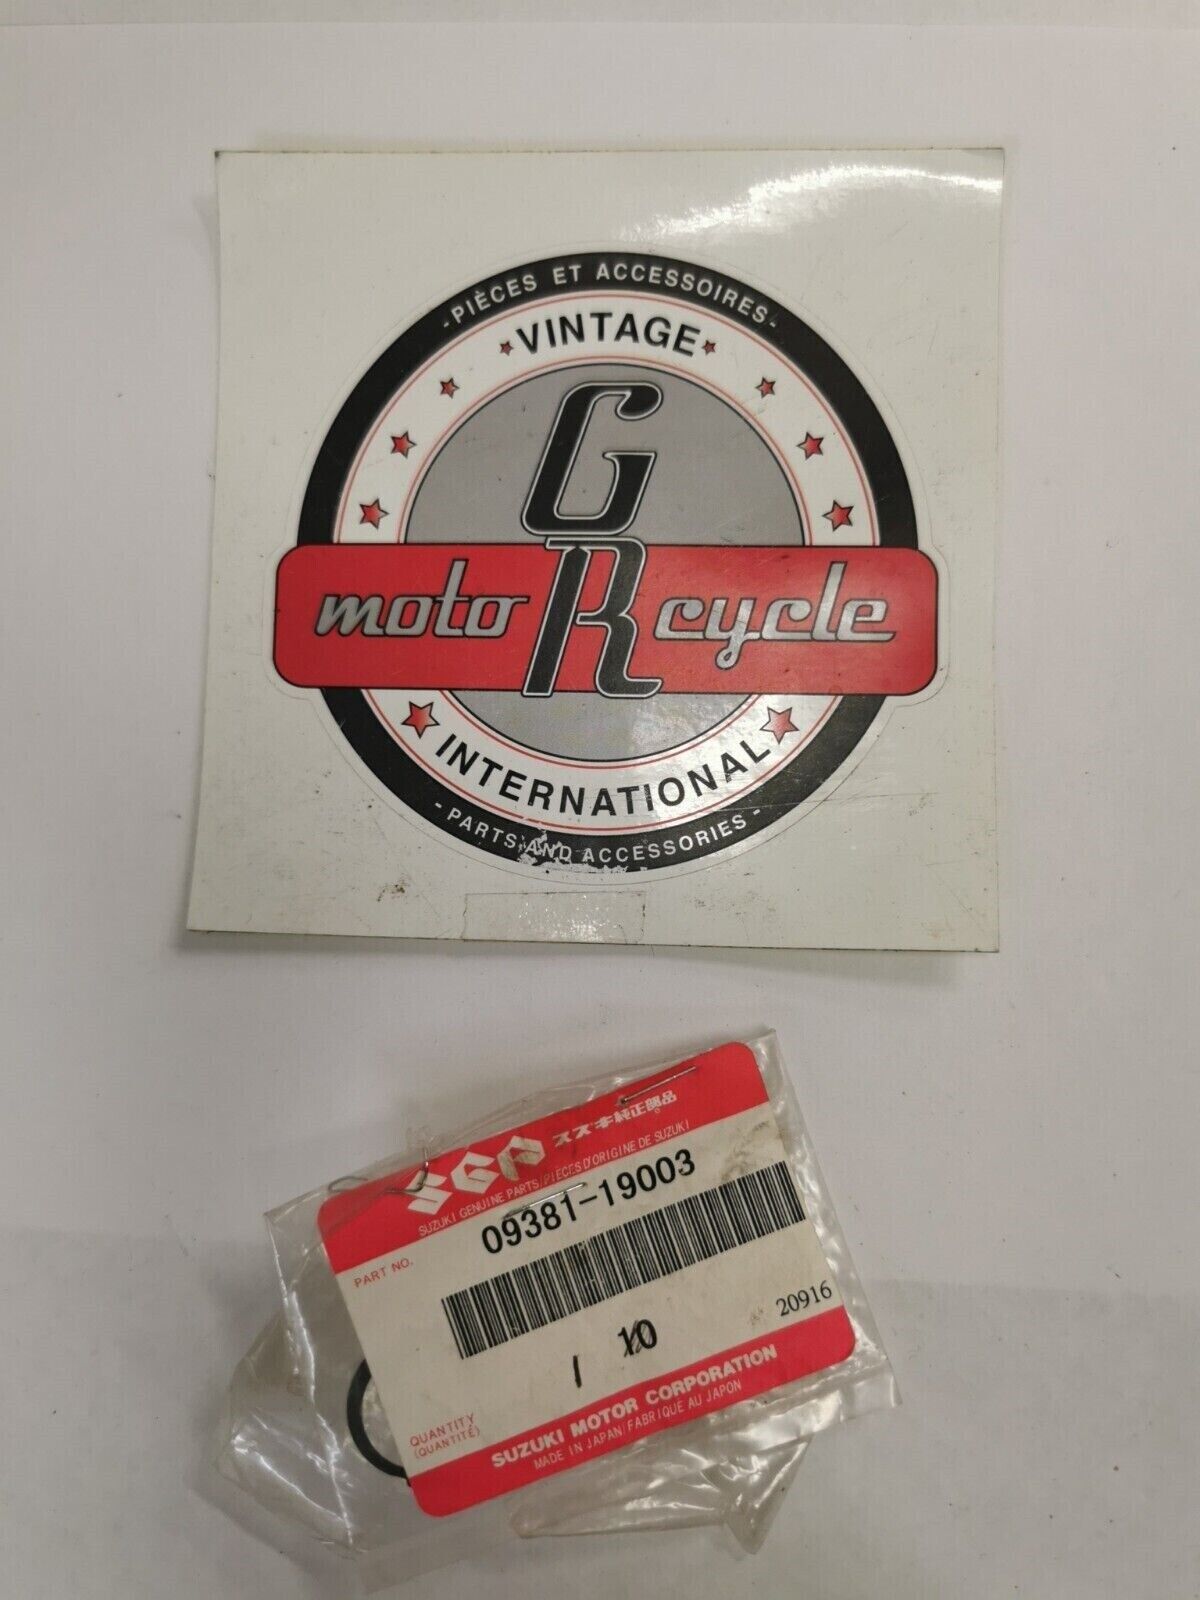 -PIÈCES ET ACCESSOIRES-
VINTAGE
GR
moto cycle
INTERNATIONAL
- PARTS AND ACCESSORIES -
SGP スズキ純正部品
SUZUKI GENUINE PARTS/PIÈCES D'ORIGINE DE SUZUKI
PART NO.
09381-19003
20916
1 10
QUANTITY
(QUANTITÉ)
SUZUKI MOTOR CORPORATION
MADE IN JAPAN/FABRIQUE AU JAPON